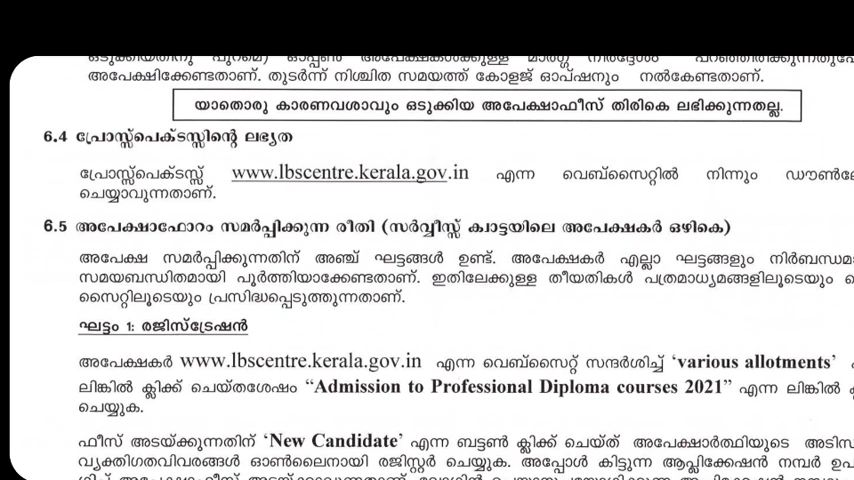 അപേക്ഷിക്കേണ്ടതാണ്. തുടർന്ന് നിശ്ചിത സമയത്ത് കോളജ് ഓപ്ഷനും നൽകേണ്ടതാണ്.
യാതൊരു കാരണവശാവും ഒടുക്കിയ അപേക്ഷാഫീസ് തിരികെ ലഭിക്കുന്നതല്ല.
6.4 പ്രോസ്പെക്ടസ്സിന്റെ ലഭ്യത
പ്രോസ്സ്പെക്ടസ്സ് www.lbscentre.kerala.gov.in എന്ന വെബ്സൈറ്റിൽ നിന്നും
ചെയ്യാവുന്നതാണ്.
6.5 അപേക്ഷാഫോറം സമർപ്പിക്കുന്ന രീതി (സർവ്വീസ്സ് ക്വാട്ടയിലെ അപേക്ഷകർ ഒഴികെ)
അപേക്ഷ സമർപ്പിക്കുന്നതിന് അഞ്ച് ഘട്ടങ്ങൾ ഉണ്ട്. അപേക്ഷകർ എല്ലാ ഘട്ടങ്ങളും
സമയബന്ധിതമായി പൂർത്തിയാക്കേണ്ടതാണ്. ഇതിലേക്കുള്ള തീയതികൾ പത്രമാധ്യമങ്ങളിലൂടെയും
സൈറ്റിലൂടെയും പ്രസിദ്ധപ്പെടുത്തുന്നതാണ്.
ഘട്ടം 1: രജിസ്ട്രേഷൻ
അപേക്ഷകർ www.lbscentre.kerala.gov.in എന്ന വെബ്സൈറ്റ് സന്ദർശിച്ച് ‘various allotments’
ലിങ്കിൽ ക്ലിക്ക് ചെയ്തശേഷം “Admission to Professional Diploma courses 2021” എന്ന ലിങ്കിൽ
ചെയ്യുക.
ഫീസ് അടയ്ക്കുന്നതിന് ‘New Candidate’ എന്ന ബട്ടൺ ക്ലിക്ക് ചെയ്ത് അപേക്ഷാർത്ഥിയുടെ
വ്യക്തിഗതവിവരങ്ങൾ ഓൺലൈനായി രജിസ്റ്റർ ചെയ്യുക. അപ്പോൾ കിട്ടുന്ന ആപ്ലിക്കേഷൻ നമ്പർ